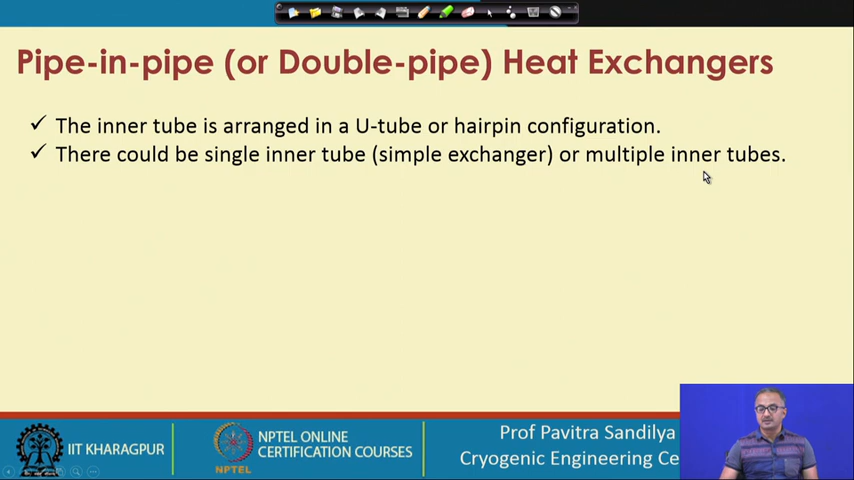 Pipe-in-pipe (or Double-pipe) Heat Exchangers
✓ The inner tube is arranged in a U-tube or hairpin configuration.
✓ There could be single inner tube (simple exchanger) or multiple inner tubes.
IIT KHARAGPUR
NPTEL
NPTEL ONLINE
CERTIFICATION COURSES
Prof Pavitra Sandilya
Cryogenic Engineering Ce